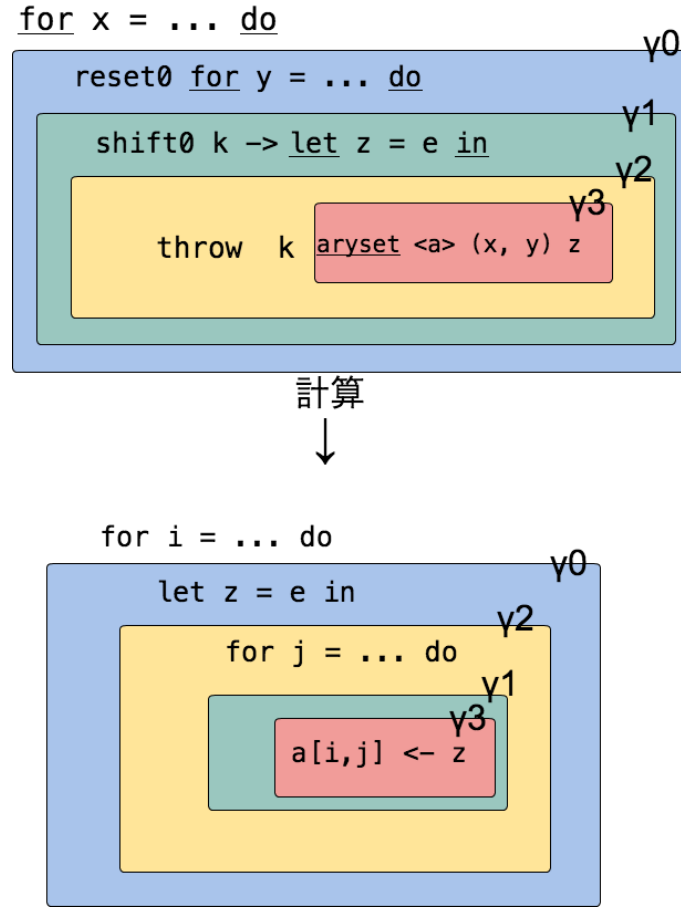 for x = ... do
γ0
reset0 for y = ... do
γ1
shift0 k -> let z = e in
γ2
γ3
throw k aryset <a> (x, y) z
計算
↓
for i = ... do
γ0
let z = e in
γ2
for j = ... do
γ1
γ3
a[i,j] <- z